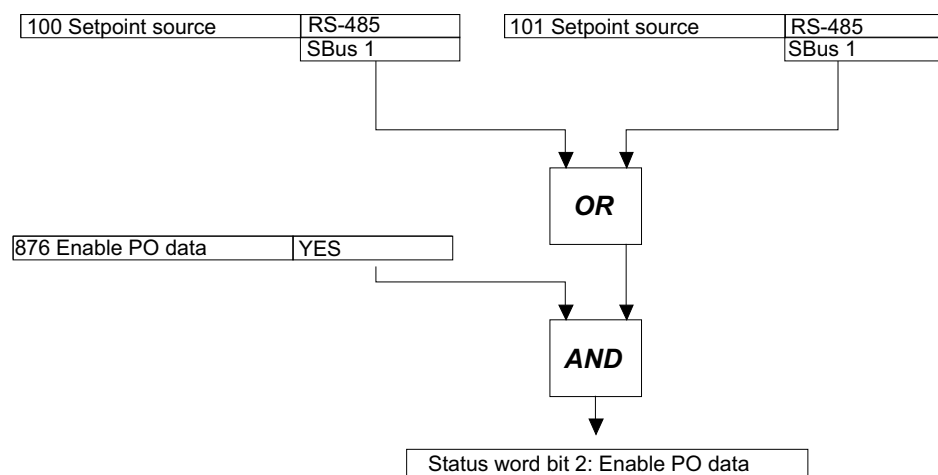 100 Setpoint source RS-485 101 Setpoint source RS-485
SBus 1 SBus 1
OR
876 Enable PO data YES
AND
Status word bit 2: Enable PO data